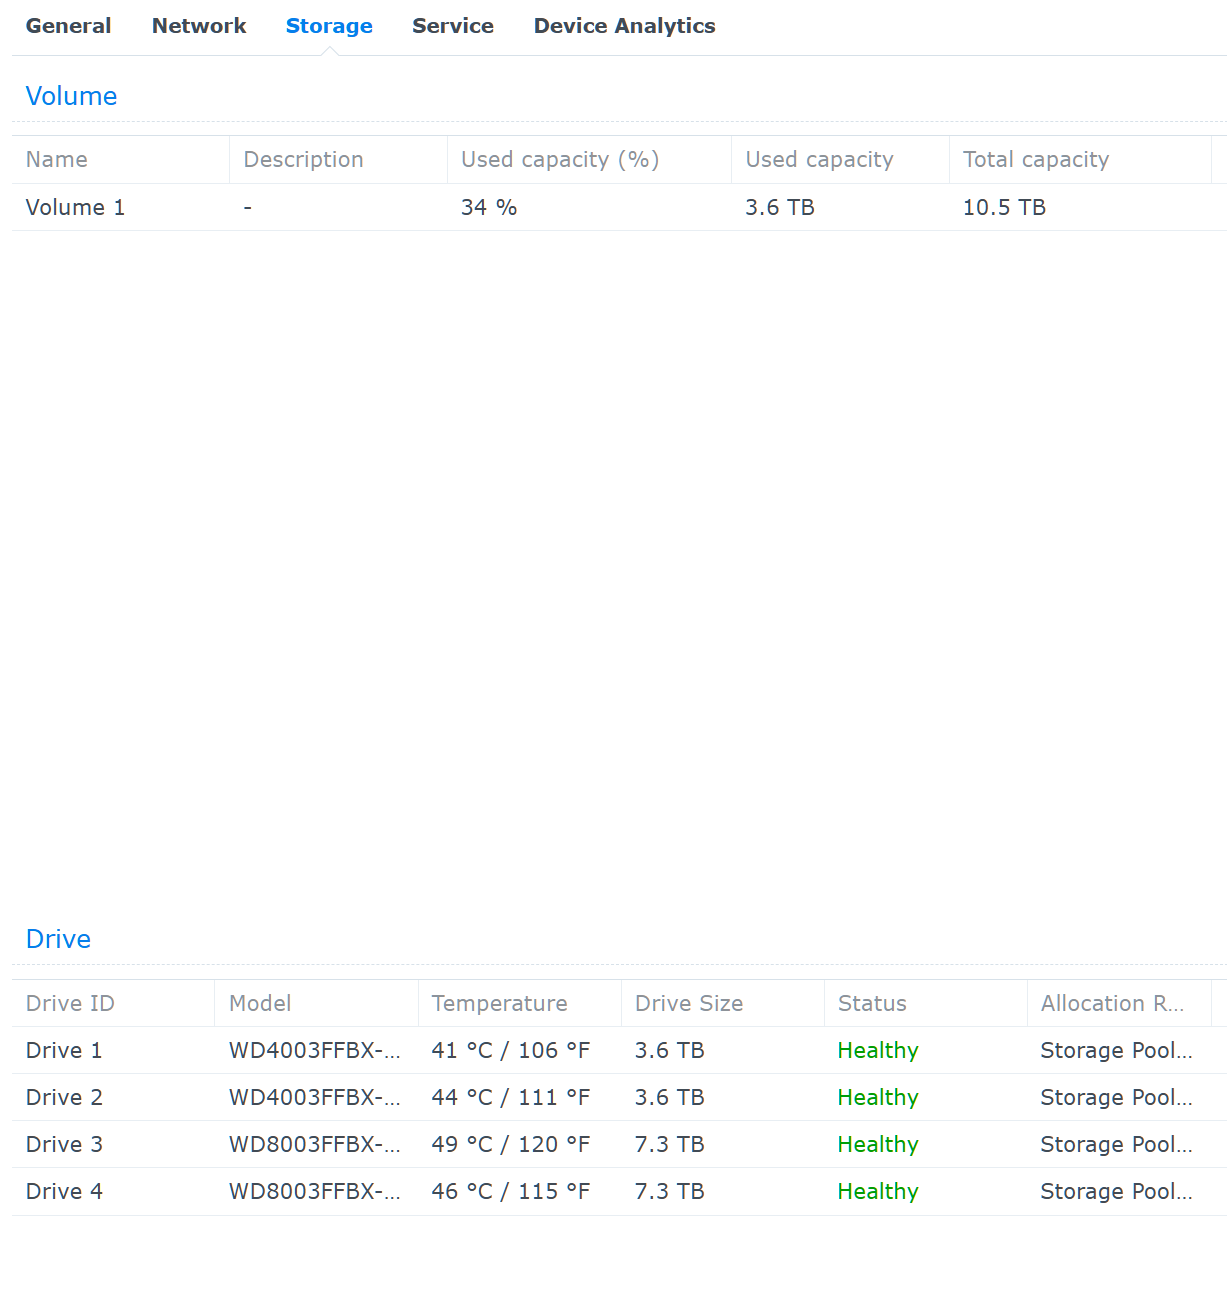 General Network Storage Service Device Analytics
Volume
Name Description Used capacity (%) Used capacity Total capacity
Volume 1 - 34 % 3.6 TB 10.5 TB
Drive
Drive ID Model Temperature Drive Size Status Allocation R...
Drive 1 WD4003FFBX-... 41 °C / 106 °F 3.6 TB Healthy Storage Pool...
Drive 2 WD4003FFBX-... 44 °C / 111 °F 3.6 TB Healthy Storage Pool...
Drive 3 WD8003FFBX-... 49 °C / 120 °F 7.3 TB Healthy Storage Pool...
Drive 4 WD8003FFBX-... 46 °C / 115 °F 7.3 TB Healthy Storage Pool...